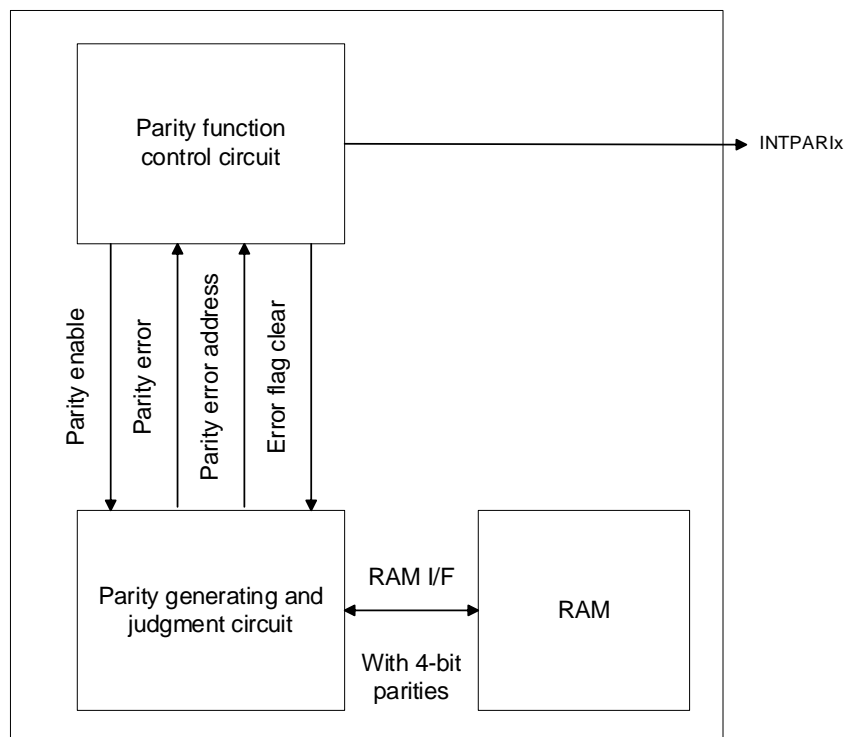 Parity function
control circuit
INTPARIx
Parity enable
Parity error
Parity error address
Error flag clear
Parity generating and
judgment circuit
RAM I/F
With 4-bit
parities
RAM